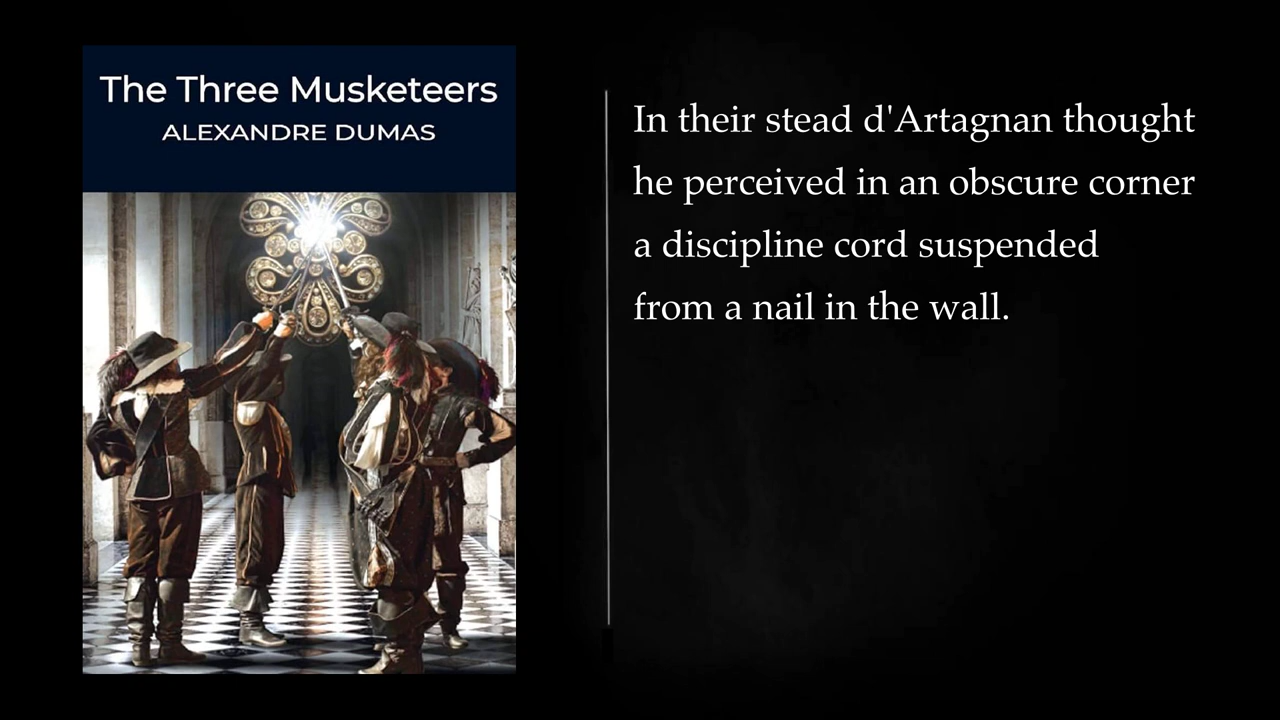 The Three Musketeers
ALEXANDRE DUMAS
In their stead d'Artagnan thought
he perceived in an obscure corner
a discipline cord suspended
from a nail in the wall.